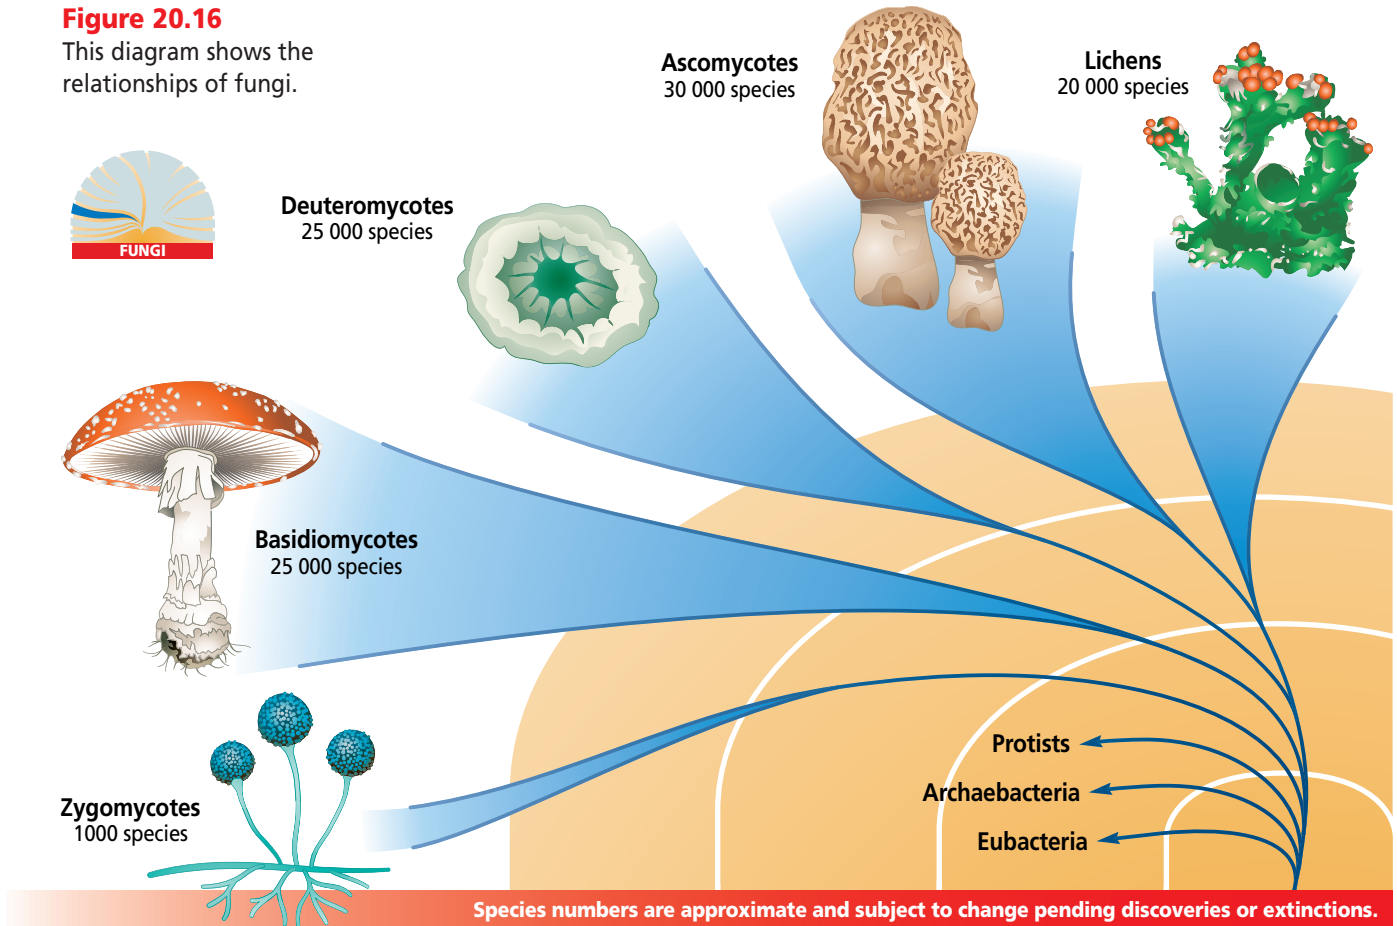 Figure 20.16
This diagram shows the
relationships of fungi.
FUNGI
Ascomycotes
30 000 species
Lichens
20 000 species
Deuteromycotes
25 000 species
Basidiomycotes
25 000 species
Zygomycotes
1000 species
Protists
Archaebacteria
Eubacteria
Species numbers are approximate and subject to change pending discoveries or extinctions.